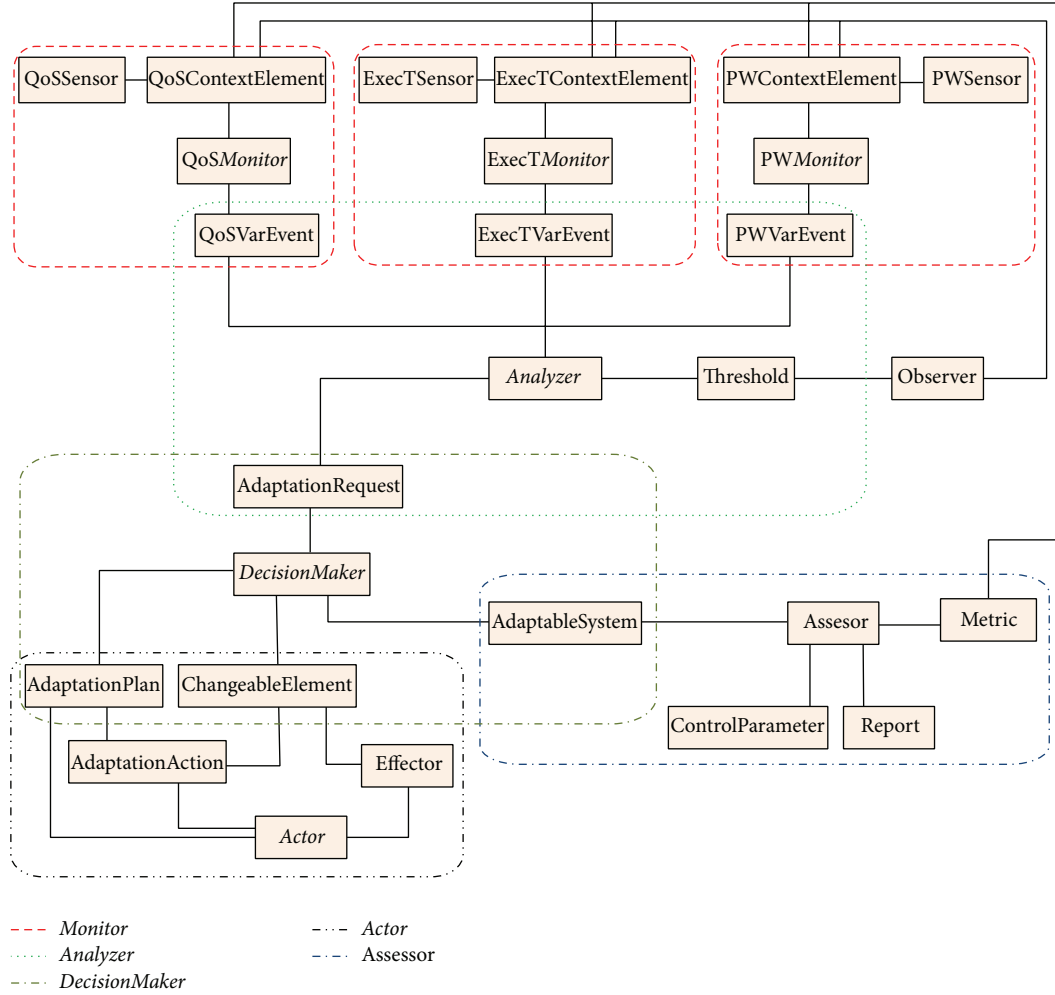 QoSSensor
QoSContextElement
ExecTSensor
ExecTContextElement
PWContextElement
PWSensor
QoSMonitor
ExecTMonitor
PWMonitor
QoSVarEvent
ExecTVarEvent
PWVarEvent
Analyzer
Threshold
Observer
AdaptationRequest
DecisionMaker
AdaptableSystem
Assesor
Metric
AdaptationPlan
ChangeableElement
ControlParameter
Report
AdaptationAction
Effector
Actor
Monitor
Analyzer
DecisionMaker
Actor
Assessor